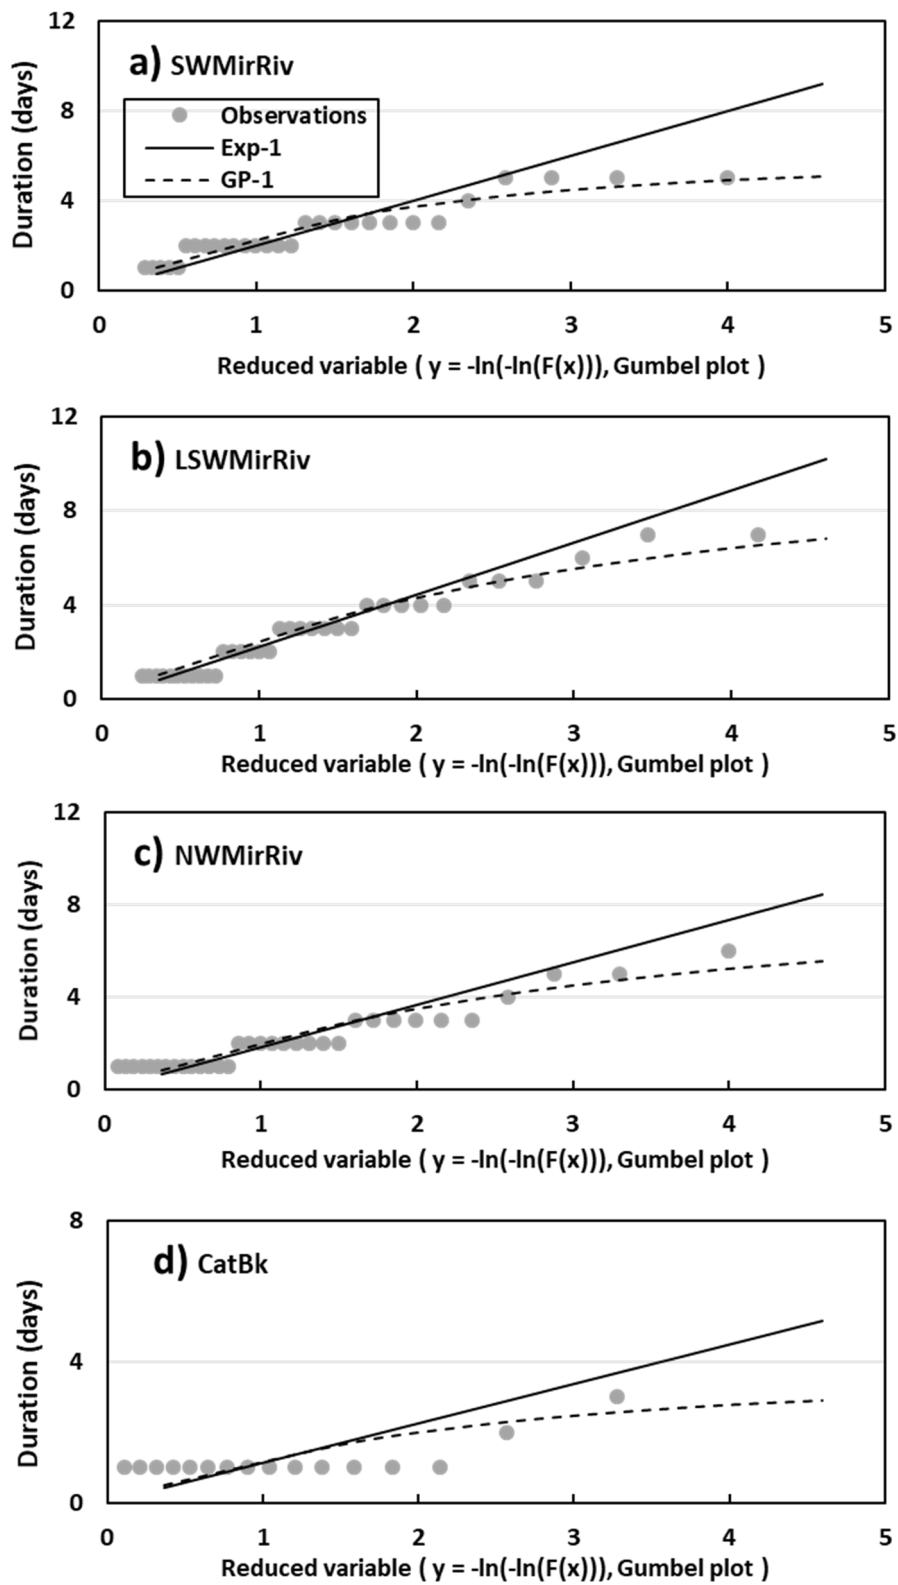 12
a) SWMirRiv
Observations
Exp-1
GP-1
8
4
0
Duration (days)
0 1 2 3 4 5
Reduced variable ( y = -ln(-ln(F(x))), Gumbel plot )
12
b) LSWMirRiv
8
4
0
Duration (days)
0 1 2 3 4 5
Reduced variable ( y = -ln(-ln(F(x))), Gumbel plot )
12
c) NWMirRiv
8
4
0
Duration (days)
0 1 2 3 4 5
Reduced variable ( y = -ln(-ln(F(x))), Gumbel plot )
8
d) CatBk
4
0
Duration (days)
0 1 2 3 4 5
Reduced variable ( y = -ln(-ln(F(x))), Gumbel plot )